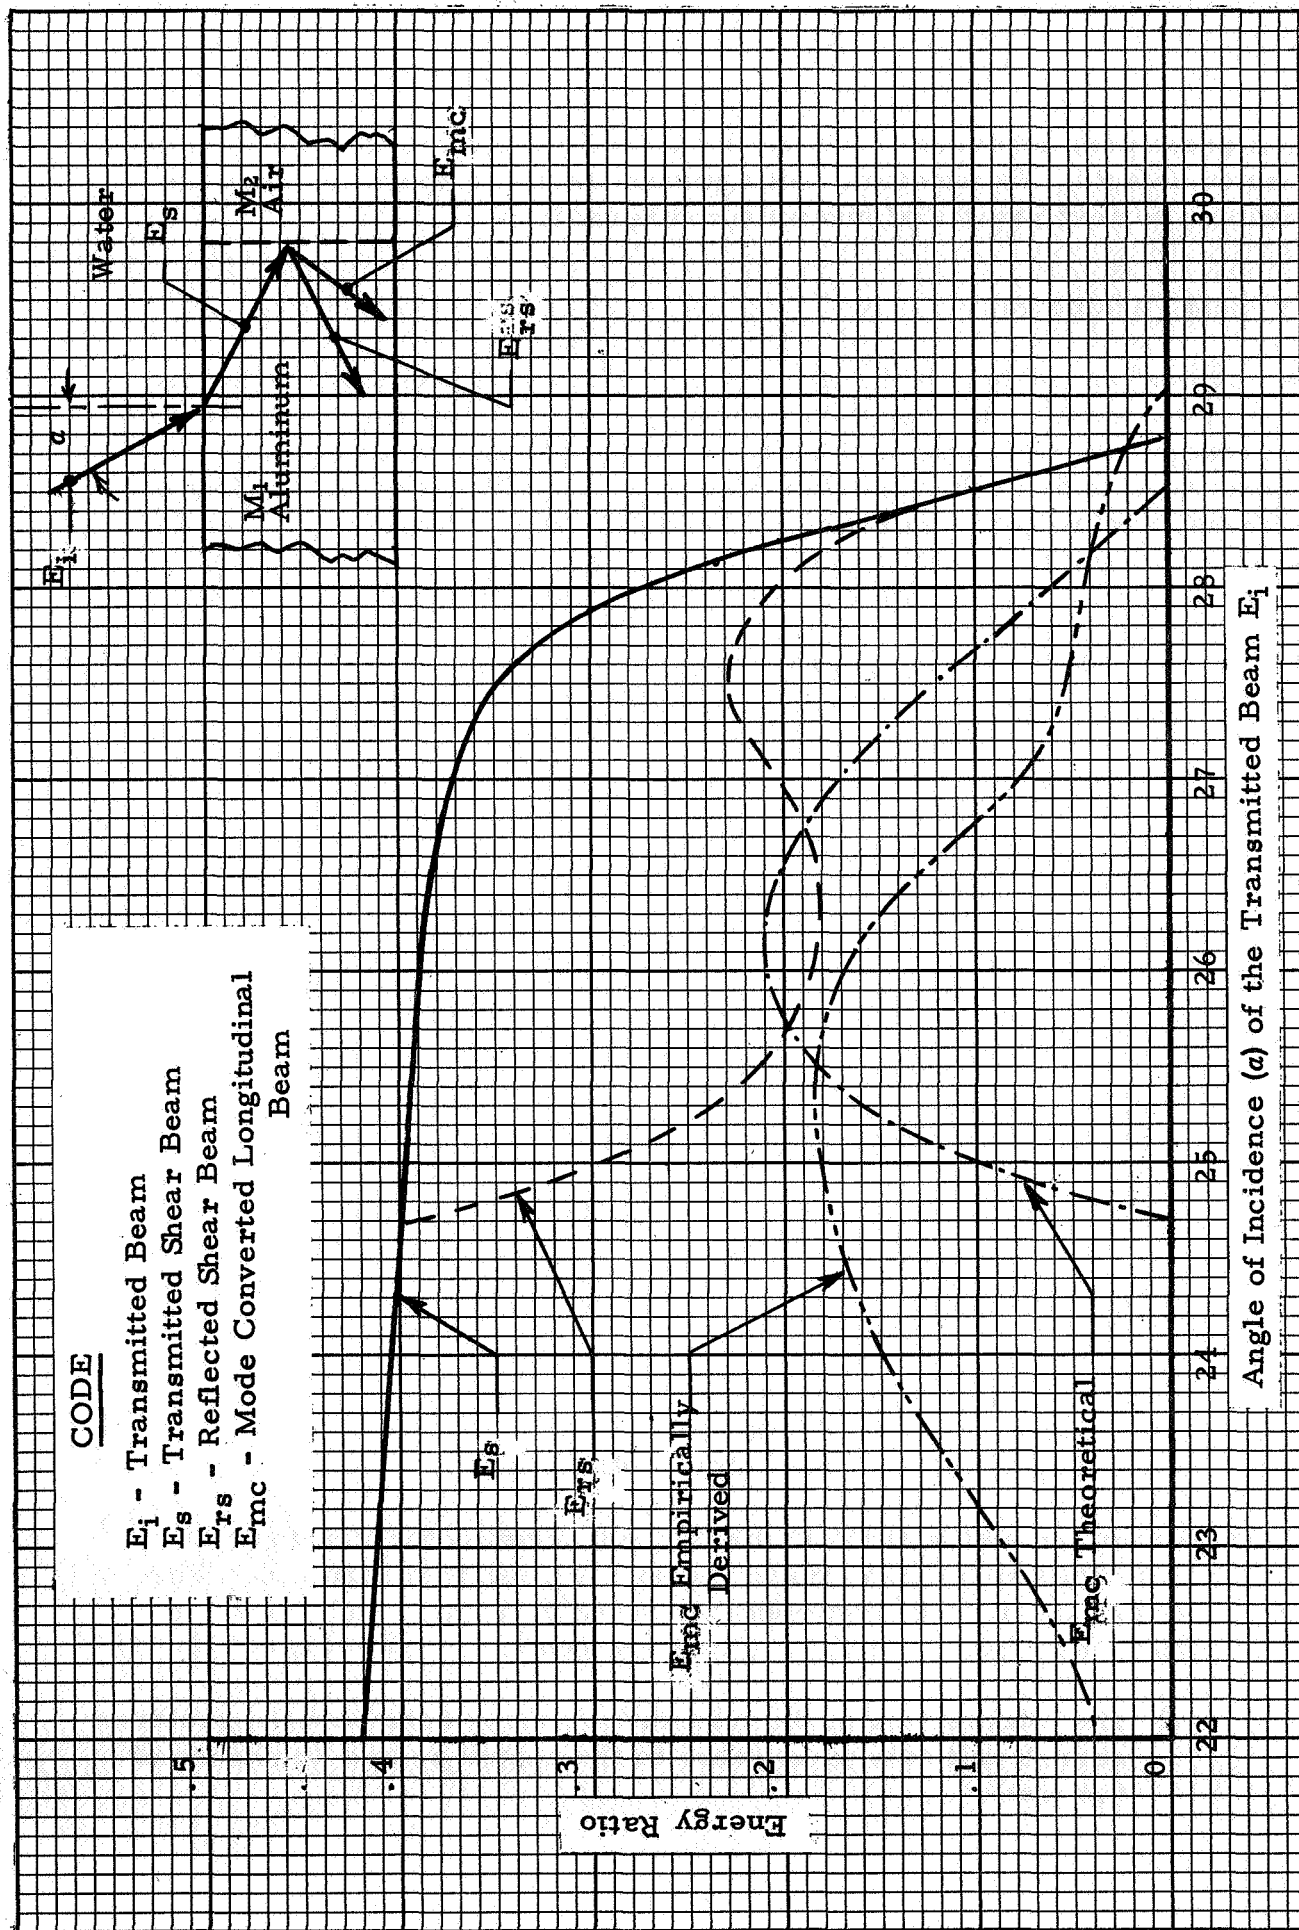 CODE
E_i - Transmitted Beam
E_s - Transmitted Shear Beam
E_rs - Reflected Shear Beam
E_mc - Mode Converted Longitudinal
Beam
E_i
α
Water
E_s
M_1
Aluminum
M_2
Air
E_rs
E_mc
E_s
E_rs
E_mc Empirically
Derived
E_mc Theoretical
Energy Ratio
.5
.4
.3
.2
.1
0
22
23
24
25
26
27
28
29
30
Angle of Incidence (α) of the Transmitted Beam E_i